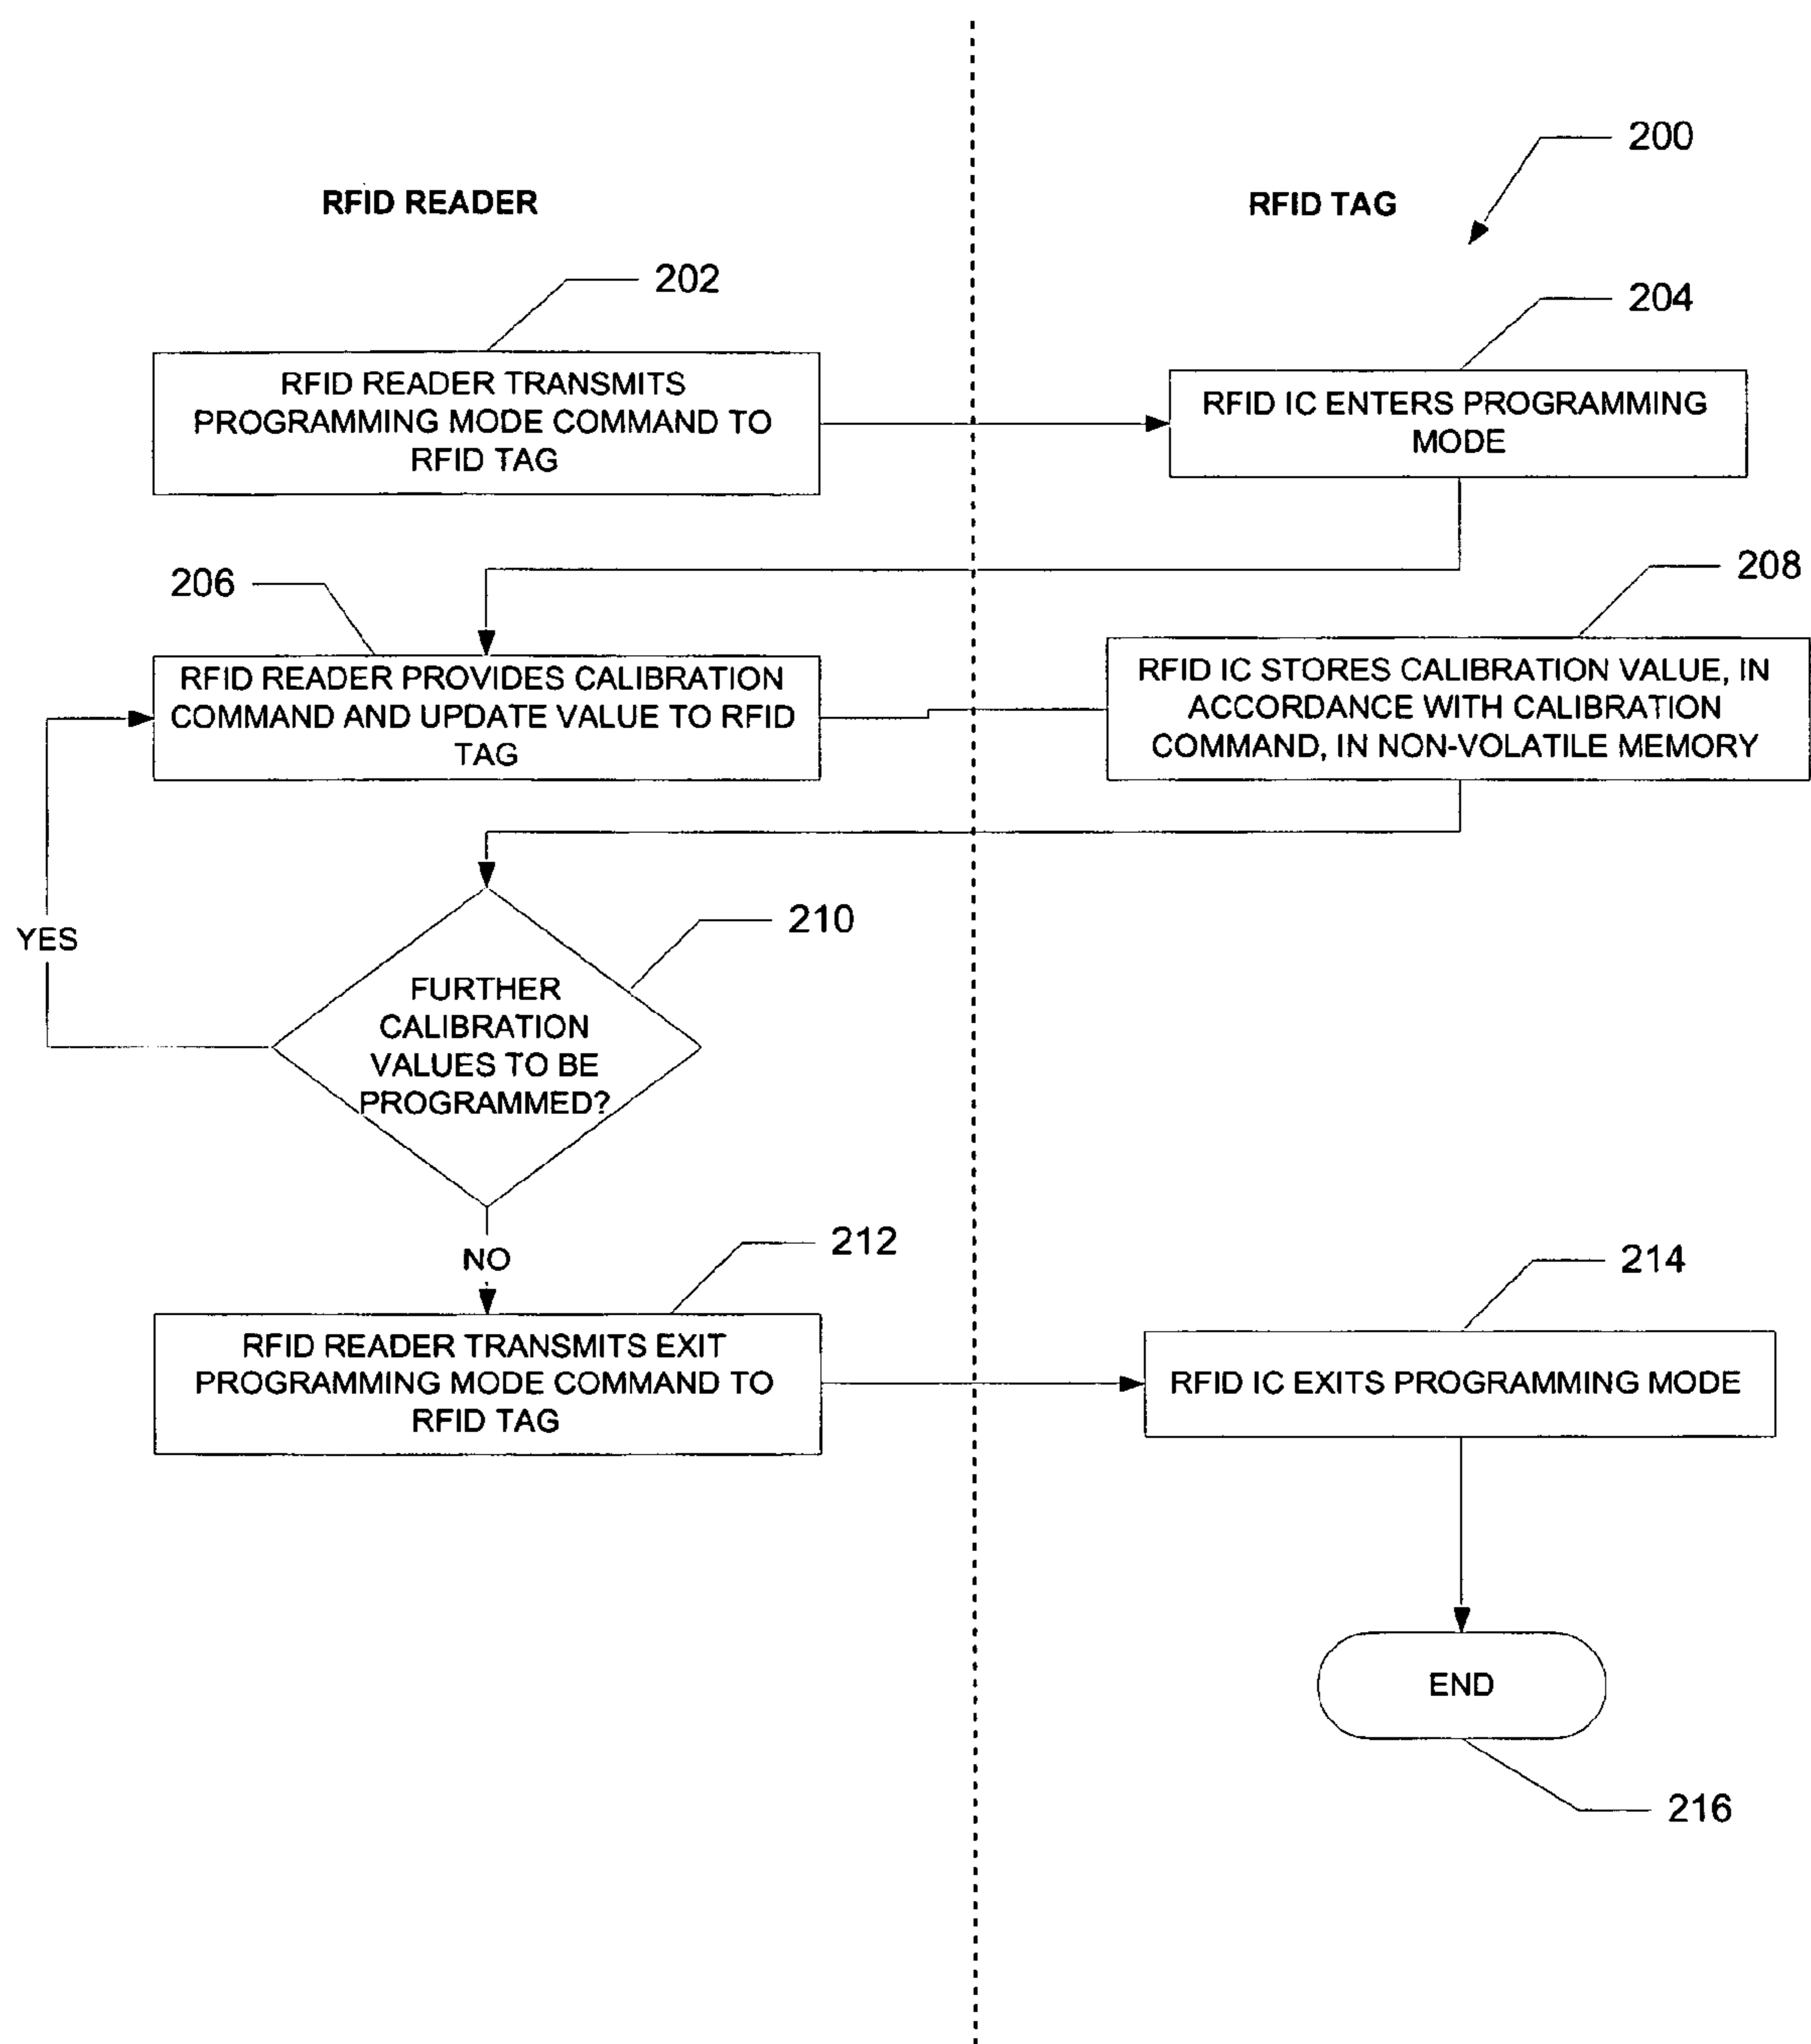 200
RFID READER
RFID TAG
202
204
RFID READER TRANSMITS
PROGRAMMING MODE COMMAND TO
RFID TAG
RFID IC ENTERS PROGRAMMING
MODE
206
208
RFID READER PROVIDES CALIBRATION
COMMAND AND UPDATE VALUE TO RFID
TAG
RFID IC STORES CALIBRATION VALUE, IN
ACCORDANCE WITH CALIBRATION
COMMAND, IN NON-VOLATILE MEMORY
YES
210
FURTHER
CALIBRATION
VALUES TO BE
PROGRAMMED?
NO
212
214
RFID READER TRANSMITS EXIT
PROGRAMMING MODE COMMAND TO
RFID TAG
RFID IC EXITS PROGRAMMING MODE
END
216